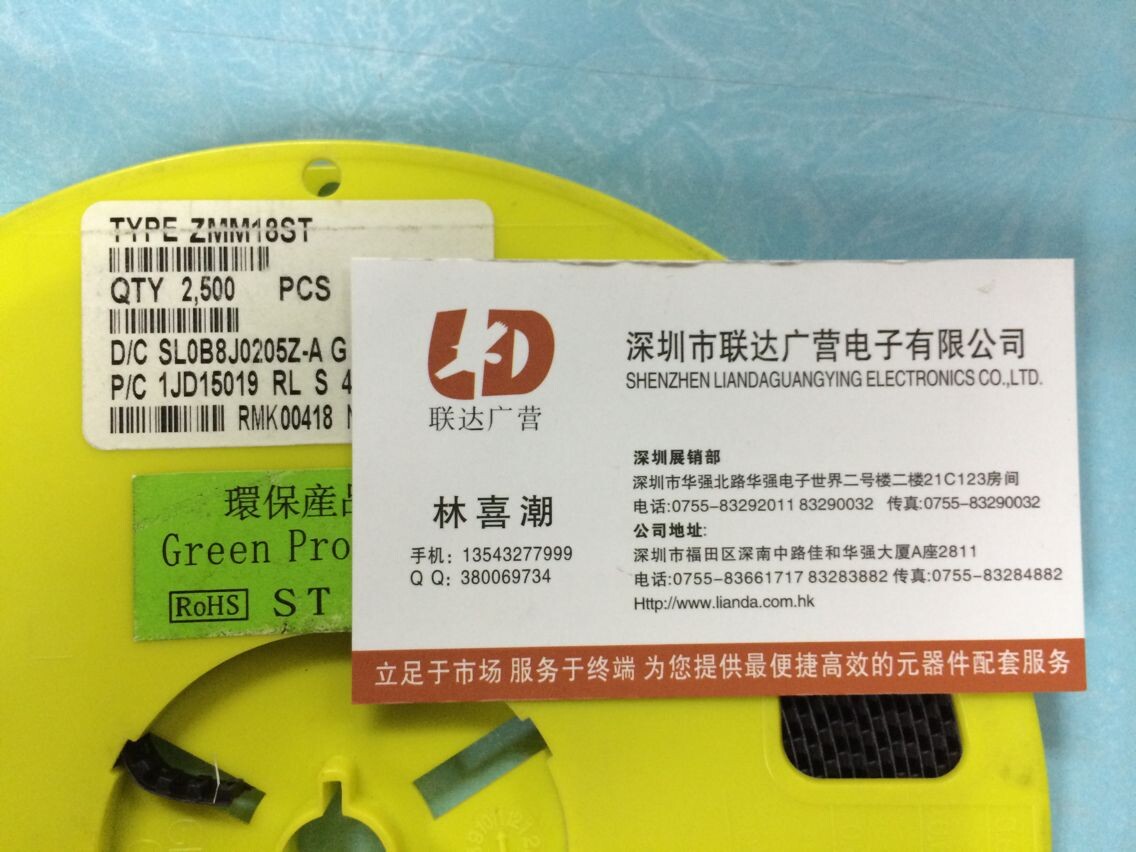 TYPE ZMM18ST
QTY 2,500 PCS
D/C SL0B8J0205Z-A G
P/C 1JD15019 RL S 4
RMK00418
環保産品
Green Pro
RoHS ST
LD
联达广营
深圳市联达广营电子有限公司
SHENZHEN LIANDAGUANGYING ELECTRONICS CO.,LTD.
林喜潮
手机：13543277999
Q Q：380069734
深圳展销部
深圳市华强北路华强电子世界二号楼二楼21C123房间
电话:0755-83292011 83290032 传真:0755-83290032
公司地址:
深圳市福田区深南中路佳和华强大厦A座2811
电话:0755-83661717 83283882 传真:0755-83284882
Http://www.lianda.com.hk
立足于市场 服务于终端 为您提供最便捷高效的元器件配套服务